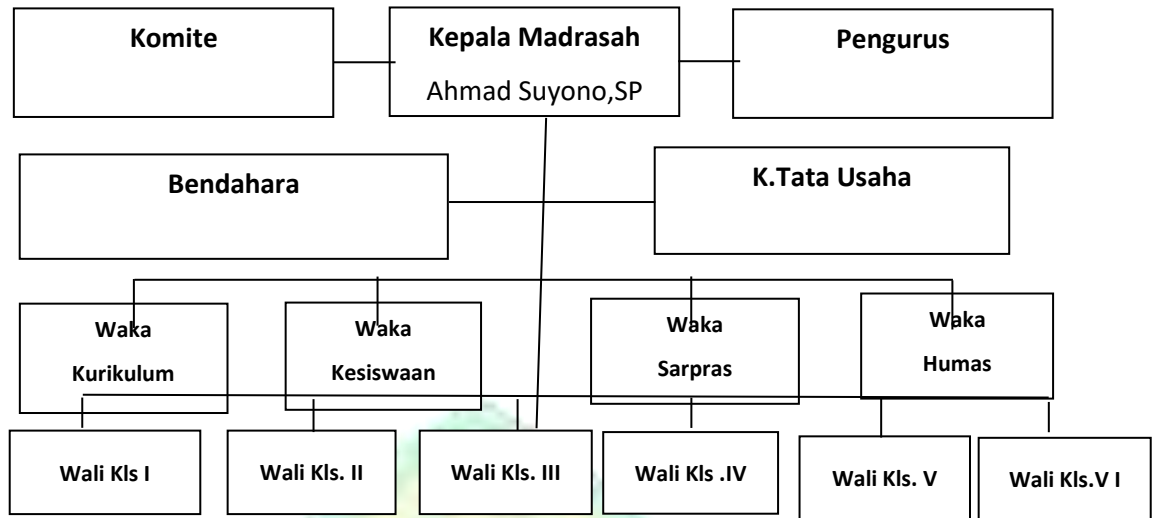 Komite
Kepala Madrasah
Ahmad Suyono,SP
Pengurus
Bendahara
K.Tata Usaha
Waka
Kurikulum
Waka
Kesiswaan
Waka
Sarpras
Waka
Humas
Wali Kls I
Wali Kls. II
Wali Kls. III
Wali Kls .IV
Wali Kls. V
Wali Kls.V I